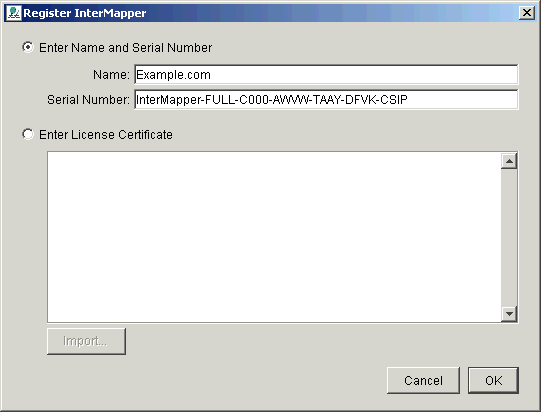 Register InterMapper
Enter Name and Serial Number
Name: Example.com
Serial Number: InterMapper-FULL-C000-AWVW-TAAY-DFVK-CSIP
Enter License Certificate
Import...
Cancel OK